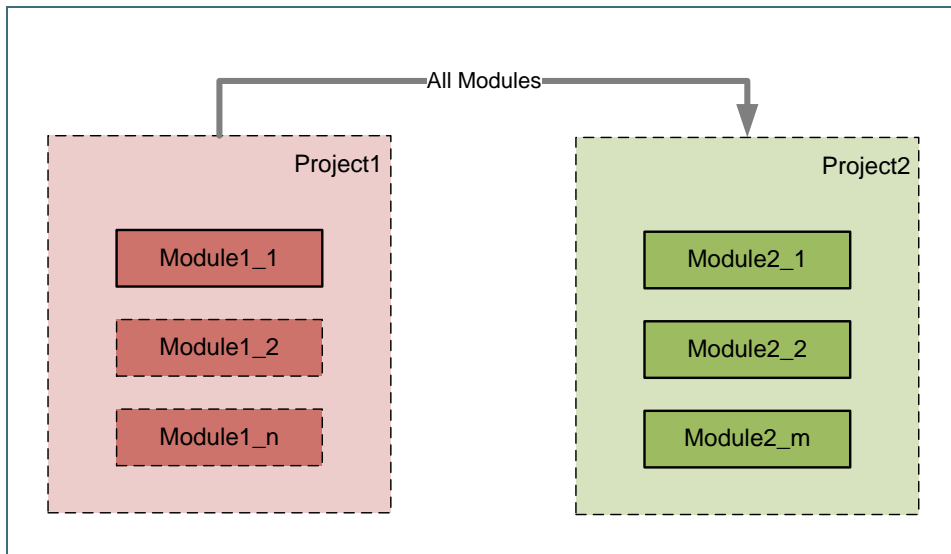 All Modules
Project1
Project2
Module1_1
Module2_1
Module1_2
Module2_2
Module1_n
Module2_m